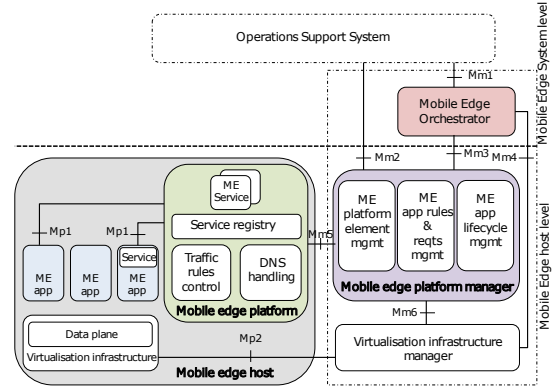 Operations Support System
Mobile Edge System level
Mm1
Mobile Edge
Orchestrator
Mm2
Mm3
Mm4
ME
Service
Service registry
Mp1
Mp1
Mm5
ME
platform
element
mgmt
ME
app rules
&
reqts
mgmt
ME
app
lifecycle
mgmt
Mobile Edge host level
Traffic
rules
control
DNS
handling
Service
ME
app
ME
app
ME
app
Mobile edge platform
Mobile edge platform manager
Mm6
Data plane
Virtualisation infrastructure
Mp2
Virtualisation infrastructure
manager
Mobile edge host